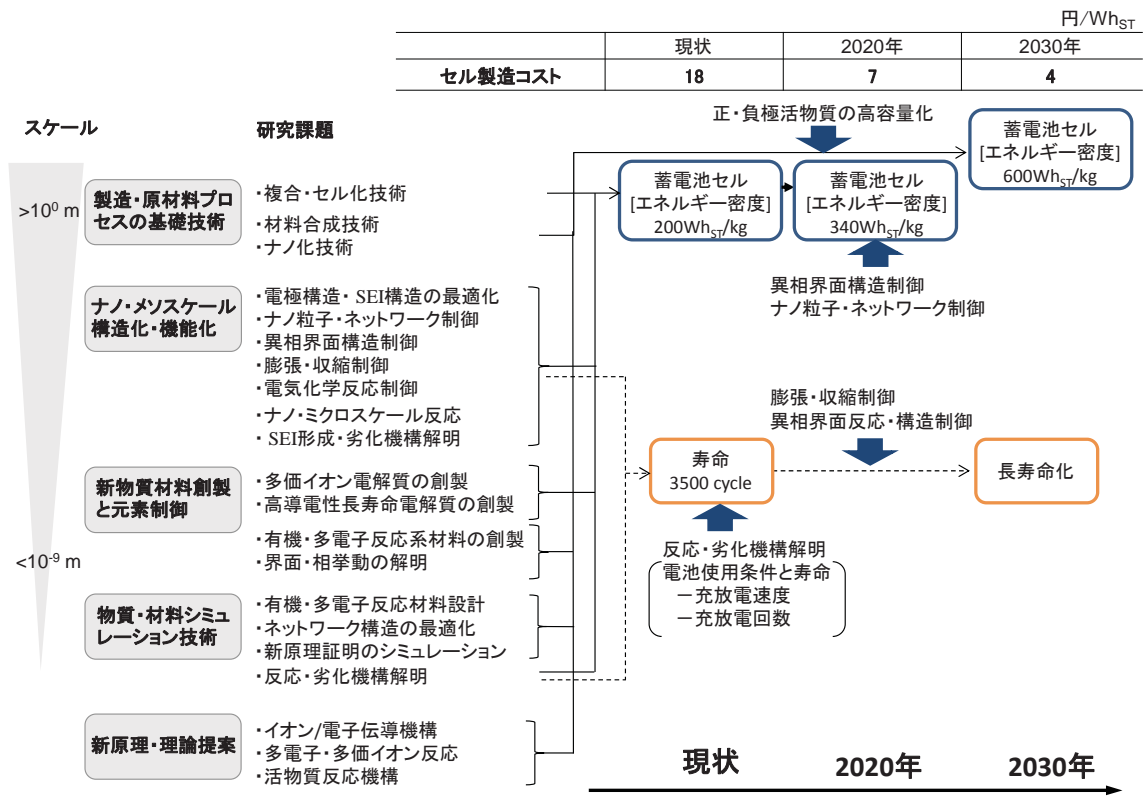 円/WhST
現状 2020年 2030年
セル製造コスト 18 7 4
スケール
研究課題
>10⁰ m
<10⁻⁹ m
製造・原材料プロ
セスの基礎技術
・複合・セル化技術
・材料合成技術
・ナノ化技術
ナノ・メソスケール
構造化・機能化
・電極構造・ SEI構造の最適化
・ナノ粒子・ネットワーク制御
・異相界面構造制御
・膨張・収縮制御
・電気化学反応制御
・ナノ・ミクロスケール反応
・ SEI形成・劣化機構解明
新物質材料創製
と元素制御
・多価イオン電解質の創製
・高導電性長寿命電解質の創製
・有機・多電子反応系材料の創製
・界面・相挙動の解明
物質・材料シミュ
レーション技術
・有機・多電子反応材料設計
・ネットワーク構造の最適化
・新原理証明のシミュレーション
・反応・劣化機構解明
新原理・理論提案
・イオン/電子伝導機構
・多電子・多価イオン反応
・活物質反応機構
正・負極活物質の高容量化
蓄電池セル
[エネルギー密度]
200WhST/kg
蓄電池セル
[エネルギー密度]
340WhST/kg
蓄電池セル
[エネルギー密度]
600WhST/kg
異相界面構造制御
ナノ粒子・ネットワーク制御
膨張・収縮制御
異相界面反応・構造制御
寿命
3500 cycle
長寿命化
反応・劣化機構解明
電池使用条件と寿命
－充放電速度
－充放電回数
現状 2020年 2030年